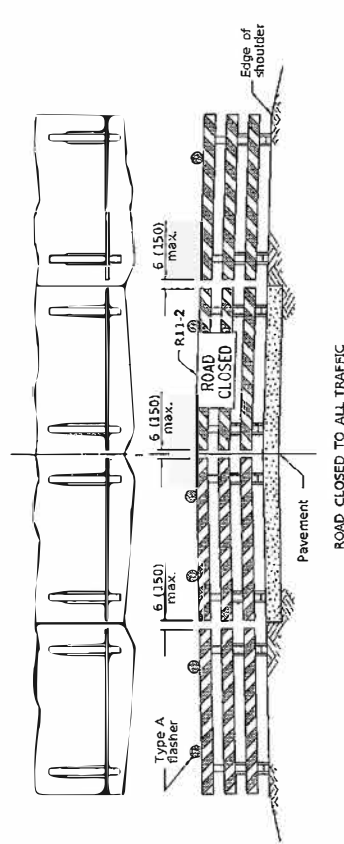 Edge of
shoulder
6 (150)
max.
R11-2
ROAD
CLOSED
6 (150)
max.
6 (150)
max.
Type A
flasher
Pavement
ROAD CLOSED TO ALL TRAFFIC